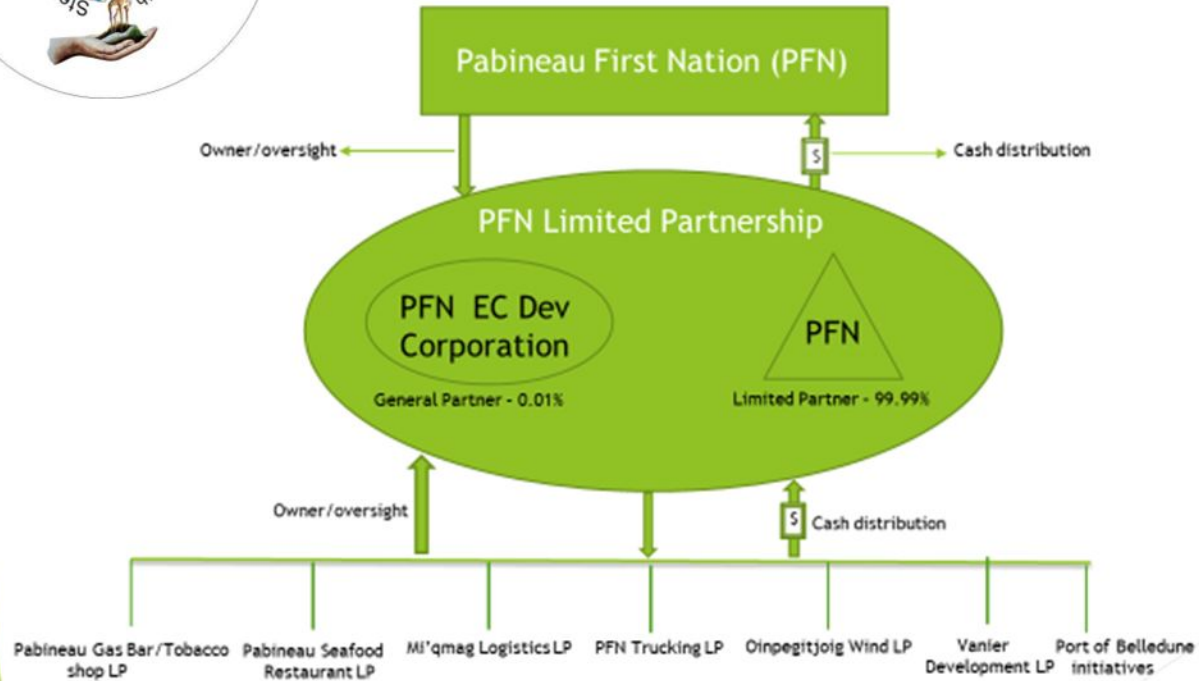 Pabineau First Nation (PFN)
Owner/oversight
$
Cash distribution
PFN Limited Partnership
PFN EC Dev
Corporation
PFN
General Partner - 0.01%
Limited Partner - 99.99%
Owner/oversight
$
Cash distribution
Pabineau Gas Bar/Tobacco
shop LP
Pabineau Seafood
Restaurant LP
Mi'qmag Logistics LP
PFN Trucking LP
Oinpegitjoig Wind LP
Vanier
Development LP
Port of Belledune
initiatives